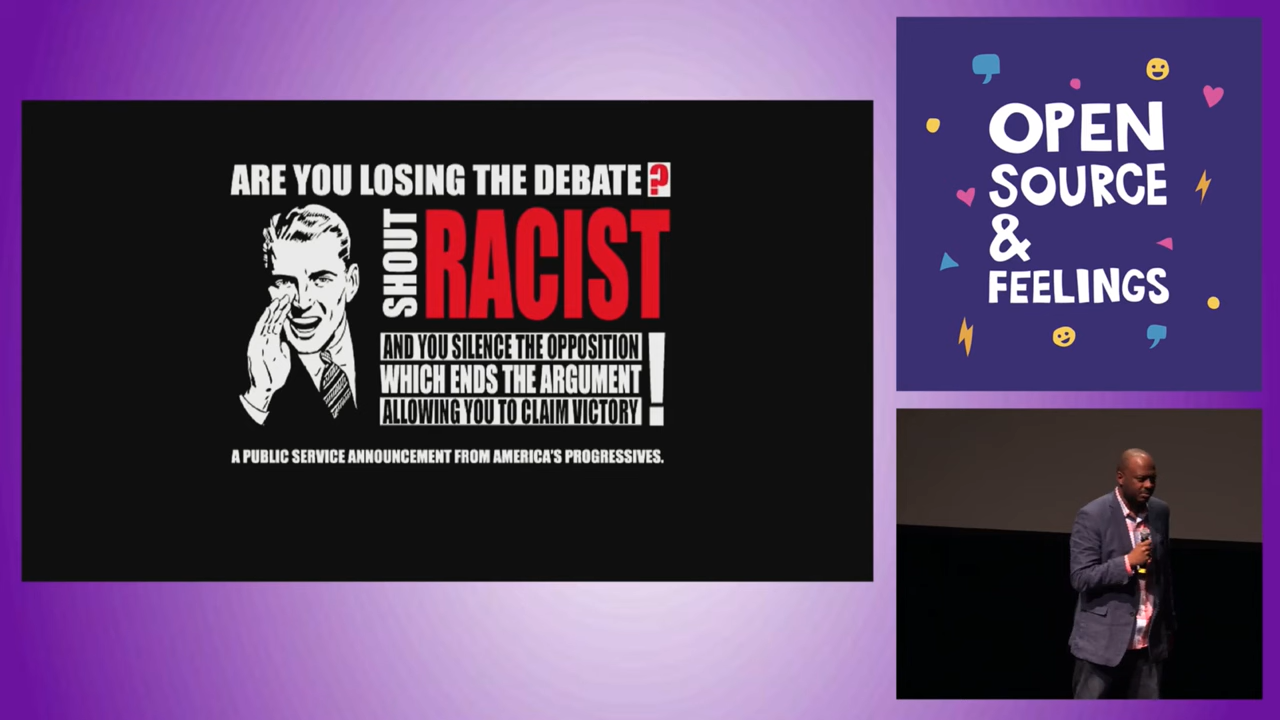 ARE YOU LOSING THE DEBATE?
SHOUT
RACIST
AND YOU SILENCE THE OPPOSITION
WHICH ENDS THE ARGUMENT
ALLOWING YOU TO CLAIM VICTORY
!
A PUBLIC SERVICE ANNOUNCEMENT FROM AMERICA'S PROGRESSIVES.
OPEN
SOURCE
&
FEELINGS